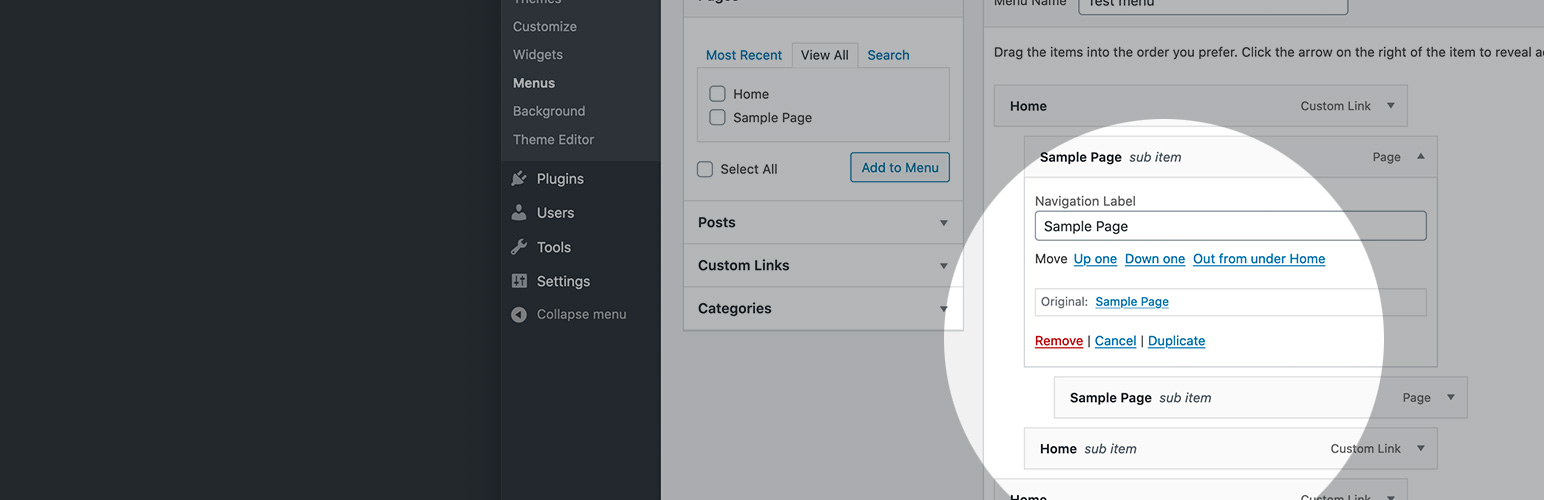 Themes
Customize
Widgets
Menus
Background
Theme Editor
Plugins
Users
Tools
Settings
Collapse menu
Pages
Most Recent View All Search
Home
Sample Page
Select All Add to Menu
Posts
Custom Links
Categories
Menu Name Test menu
Drag the items into the order you prefer. Click the arrow on the right of the item to reveal
Home Custom Link
Sample Page sub item Page
Navigation Label
Sample Page
Move Up one Down one Out from under Home
Original: Sample Page
Remove | Cancel | Duplicate
Sample Page sub item Page
Home sub item Custom Link
Home Custom Link